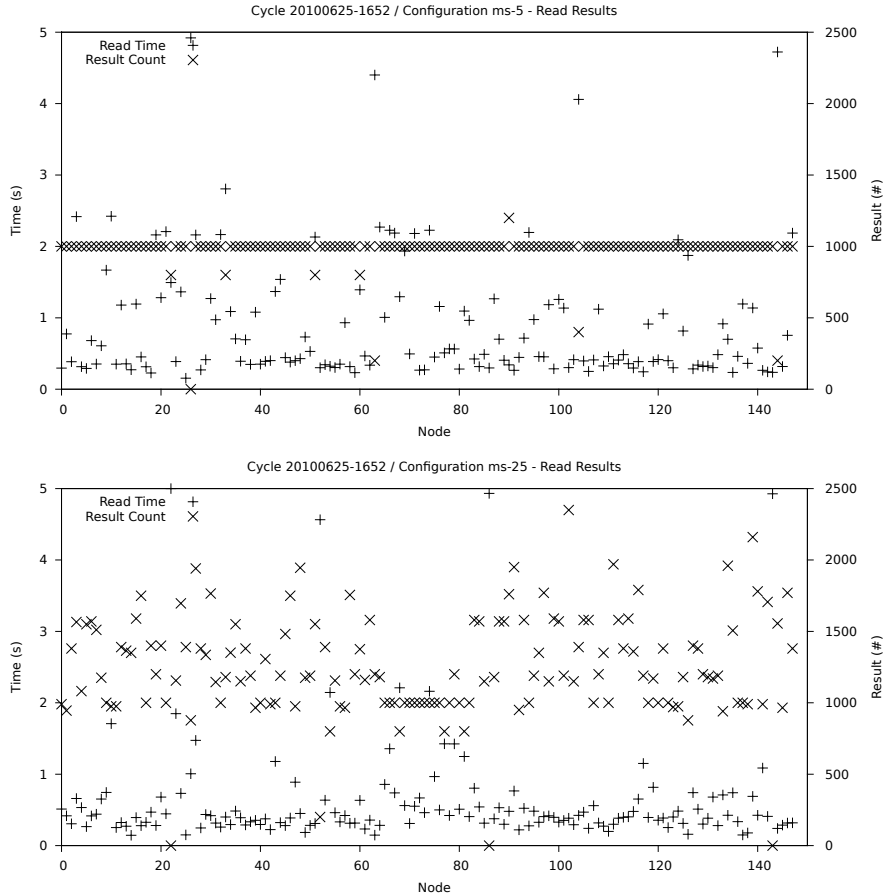 Cycle 20100625-1652 / Configuration ms-5 - Read Results
5 2500
Read Time
Result Count
4 2000
3 1500
Time (s) Result (#)
2 1000
1 500
0 0
0 20 40 60 80 100 120 140
Node
Cycle 20100625-1652 / Configuration ms-25 - Read Results
5 2500
Read Time
Result Count
4 2000
3 1500
Time (s) Result (#)
2 1000
1 500
0 0
0 20 40 60 80 100 120 140
Node